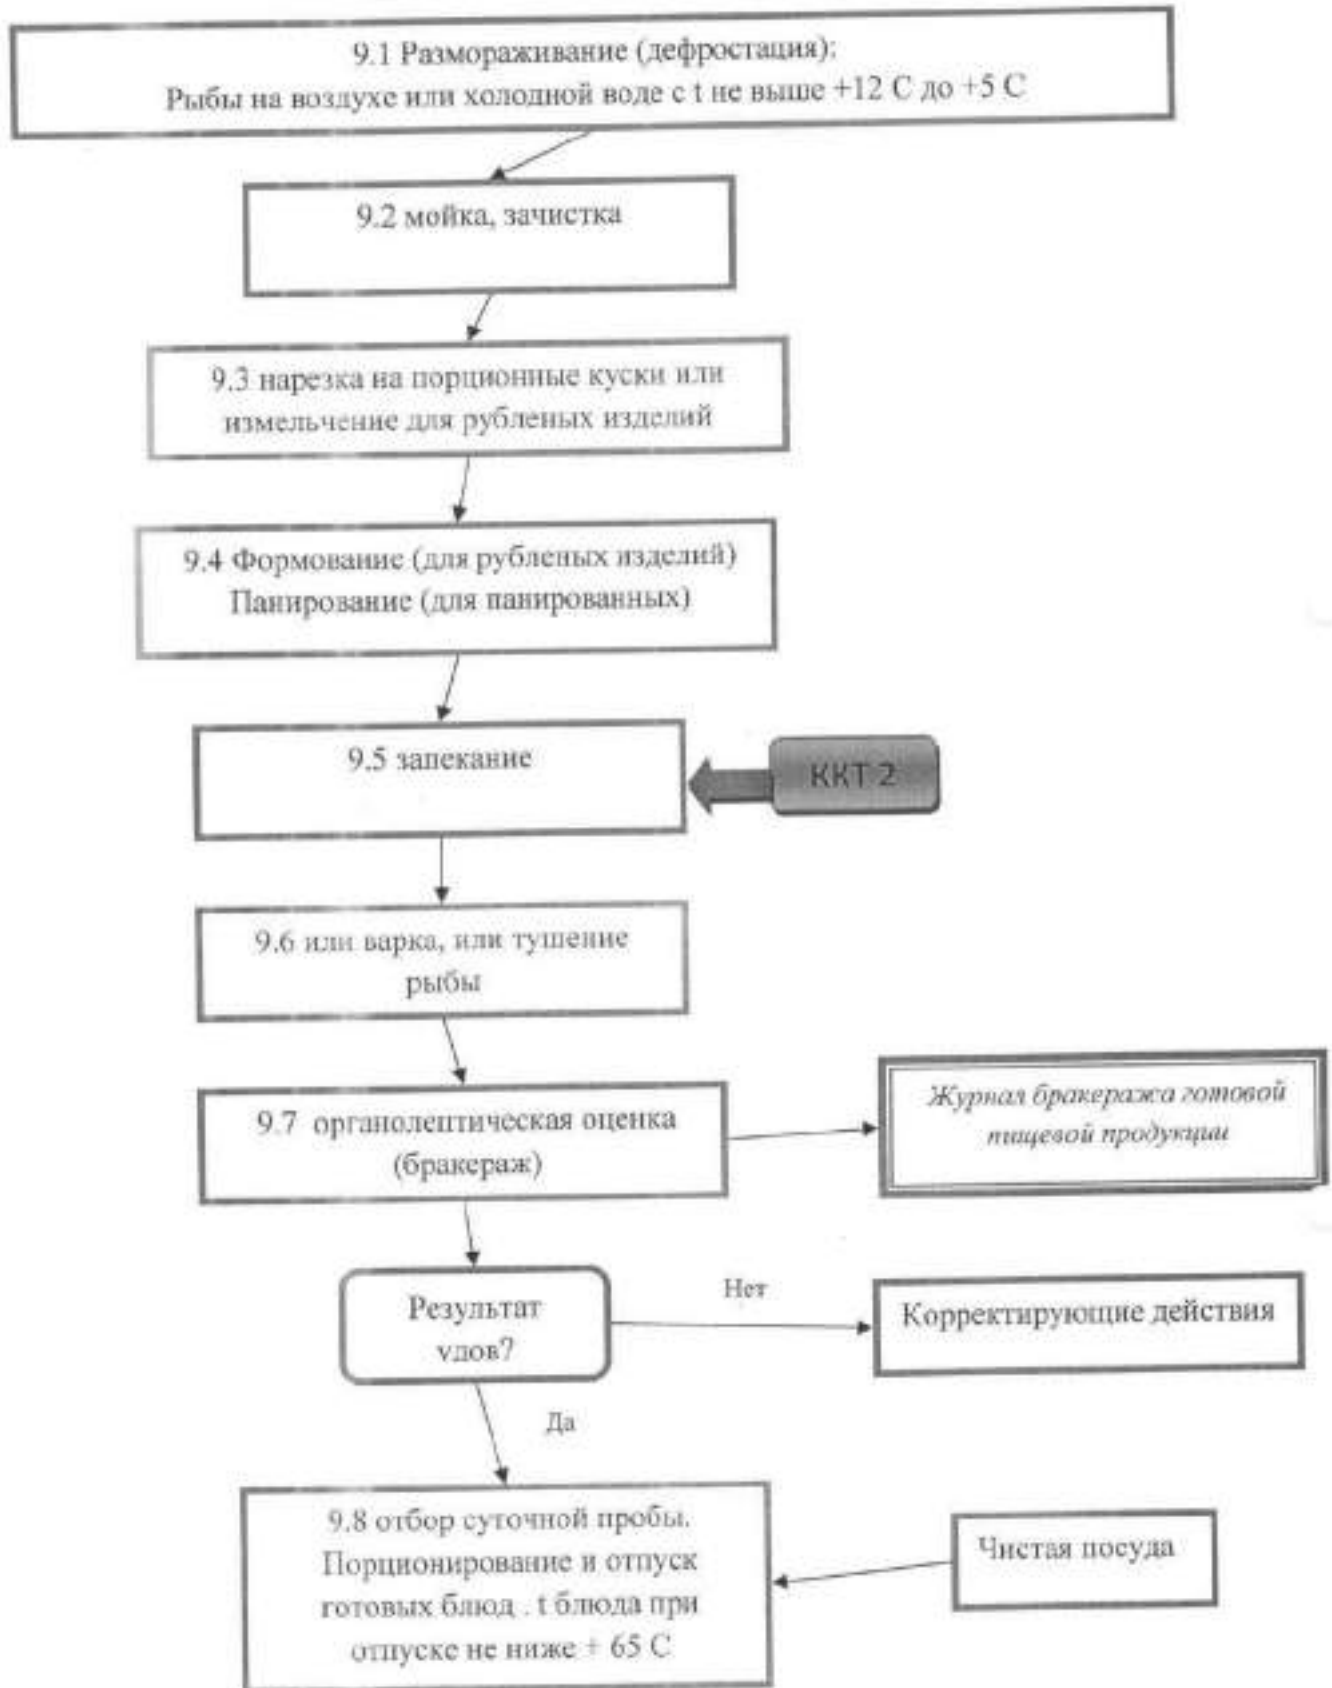 9.1 Размораживание (дефростация):
Рыбы на воздухе или холодной воде с t не выше +12 С до +5 С
9.2 мойка, зачистка
9.3 нарезка на порционные куски или
измельчение для рубленых изделий
9.4 Формование (для рубленых изделий)
Панирование (для панированных)
9.5 запекание
ККТ 2
9.6 или варка, или тушение
рыбы
9.7 органолептическая оценка
(бракераж)
Журнал бракеража готовой
пищевой продукции
Результат
удов?
Нет
Корректирующие действия
Да
9.8 отбор суточной пробы.
Порционирование и отпуск
готовых блюд . t блюда при
отпуске не ниже + 65 С
Чистая посуда